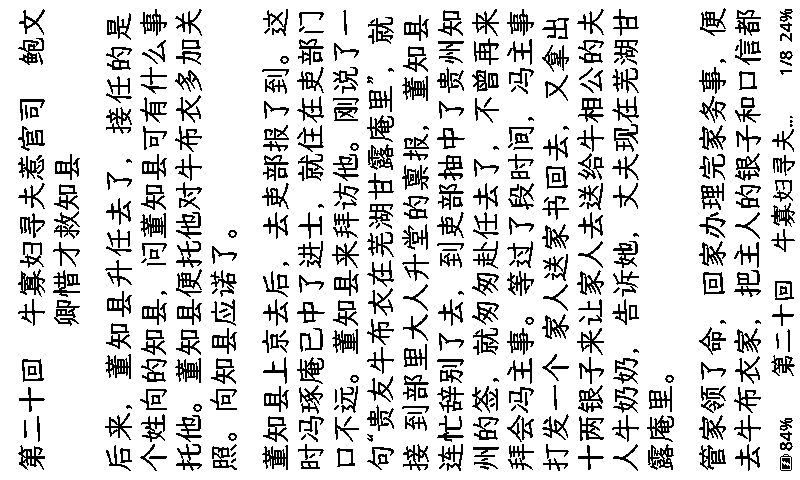 第二十回　牛寡妇寻夫惹官司　鲍文
卿惜才救知县
后来，董知县升任去了，接任的是
个姓向的知县，问董知县可有什么事
托他。董知县便托他对牛布衣多加关
照。向知县应诺了。
董知县上京去后，去吏部报了到。这
时冯琢庵已中了进士，就住在吏部门
口不远。董知县来拜访他。刚说了一
句“贵友牛布衣在芜湖甘露庵里”，就
接到部里大人升堂的禀报，董知县
连忙辞别了去，到吏部抽中了贵州知
州的签，就匆匆赴任去了，不曾再来
拜会冯主事。等过了段时间，冯主事
打发一个 家人送家书回去，又拿出
十两银子来让家人去送给牛相公的夫
人牛奶奶，告诉她，丈夫现在芜湖甘
露庵里。
管家领了命，回家办理完家务事，便
去牛布衣家，把主人的银子和口信都
84% 第二十回　牛寡妇寻夫... 1/8 24%